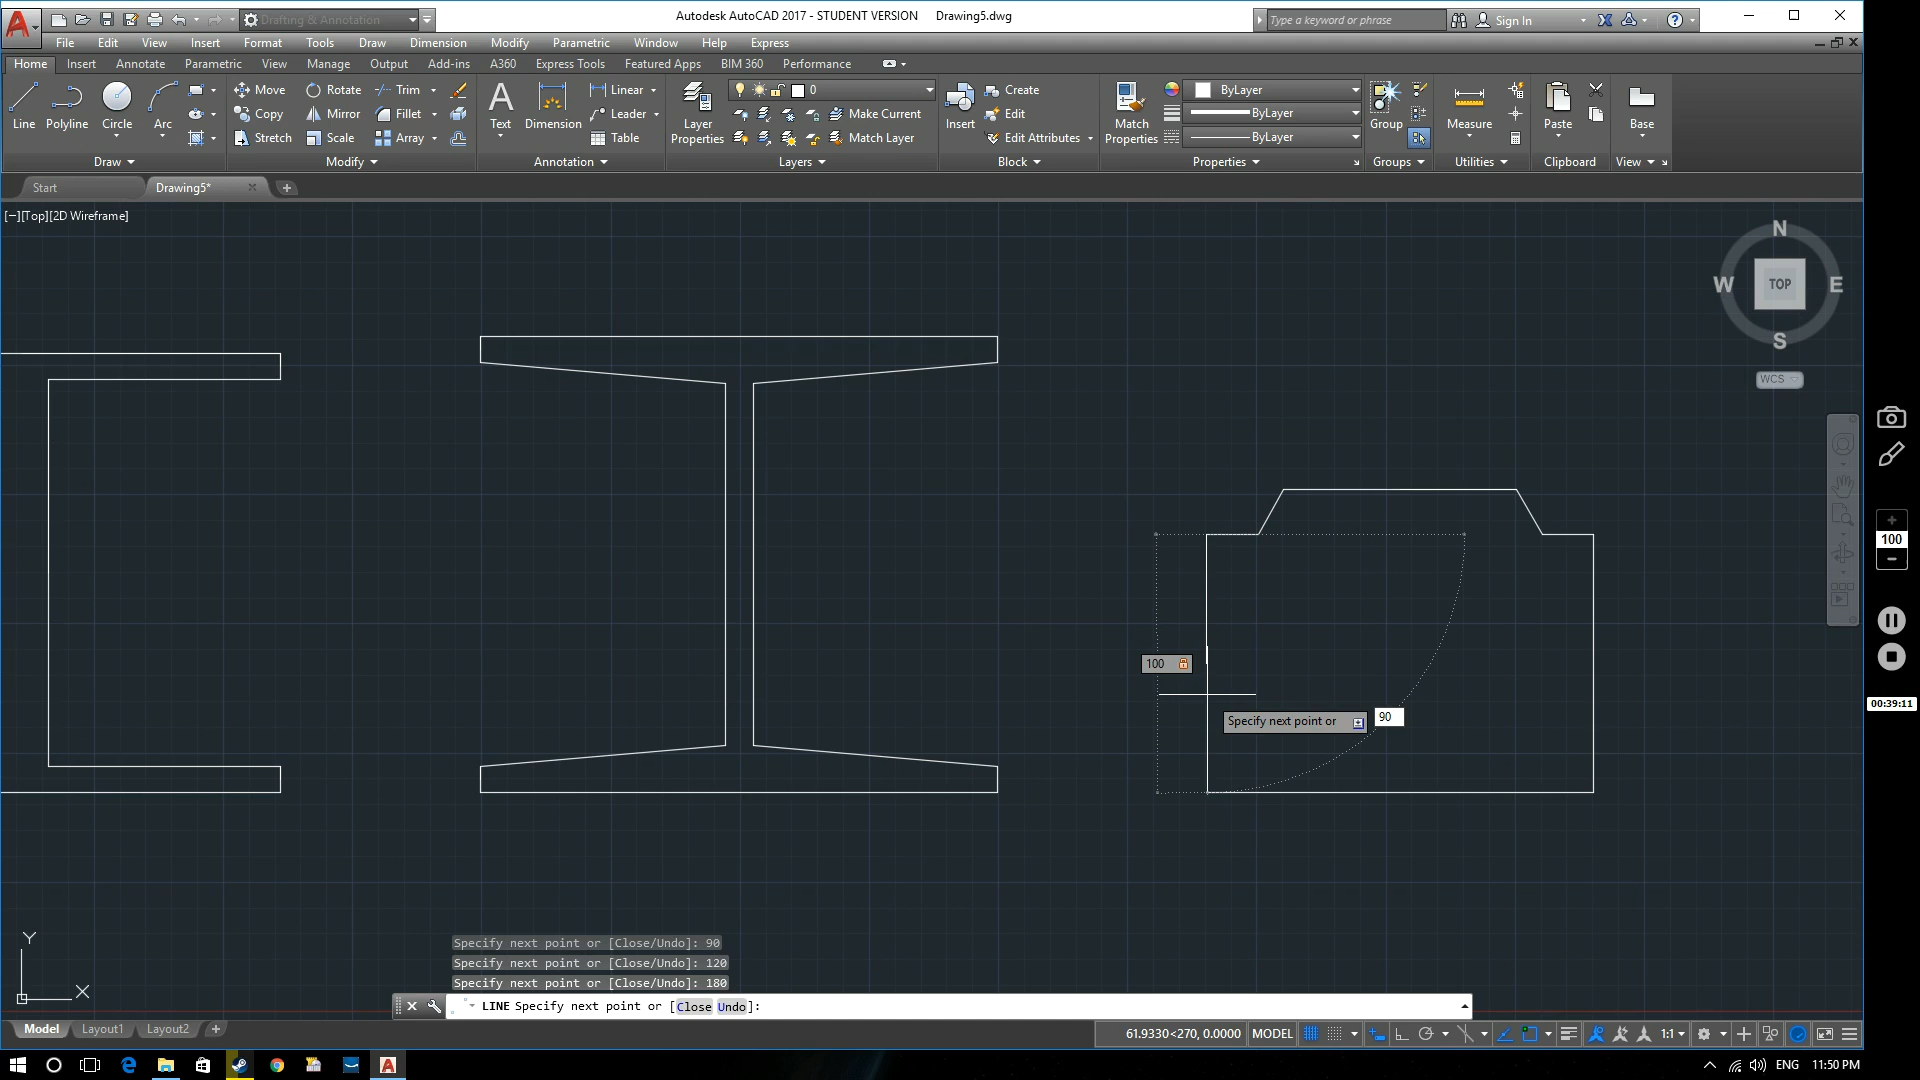 Drafting & Annotation
Autodesk AutoCAD 2017 - STUDENT VERSION Drawing5.dwg
Type a keyword or phrase
Sign In
File Edit View Insert Format Tools Draw Dimension Modify Parametric Window Help Express
Home Insert Annotate Parametric View Manage Output Add-ins A360 Express Tools Featured Apps BIM 360 Performance
Line Polyline Circle Arc
Move Rotate Trim
Copy Mirror Fillet
Stretch Scale Array
Text Dimension
Linear
Leader
Table
Layer Properties
0
Make Current
Match Layer
Insert
Create
Edit
Edit Attributes
Match Properties
ByLayer
ByLayer
ByLayer
Group
Measure
Paste
Base
Draw Modify Annotation Layers Block Properties Groups Utilities Clipboard View
Start Drawing5*
[−][Top][2D Wireframe]
N
W TOP E
S
WCS
100
100
Specify next point or 90
00:39:11
Y
X
Specify next point or [Close/Undo]: 90
Specify next point or [Close/Undo]: 120
Specify next point or [Close/Undo]: 180
LINE Specify next point or [Close Undo]:
Model Layout1 Layout2
61.9330<270, 0.0000 MODEL 1:1
ENG 11:50 PM